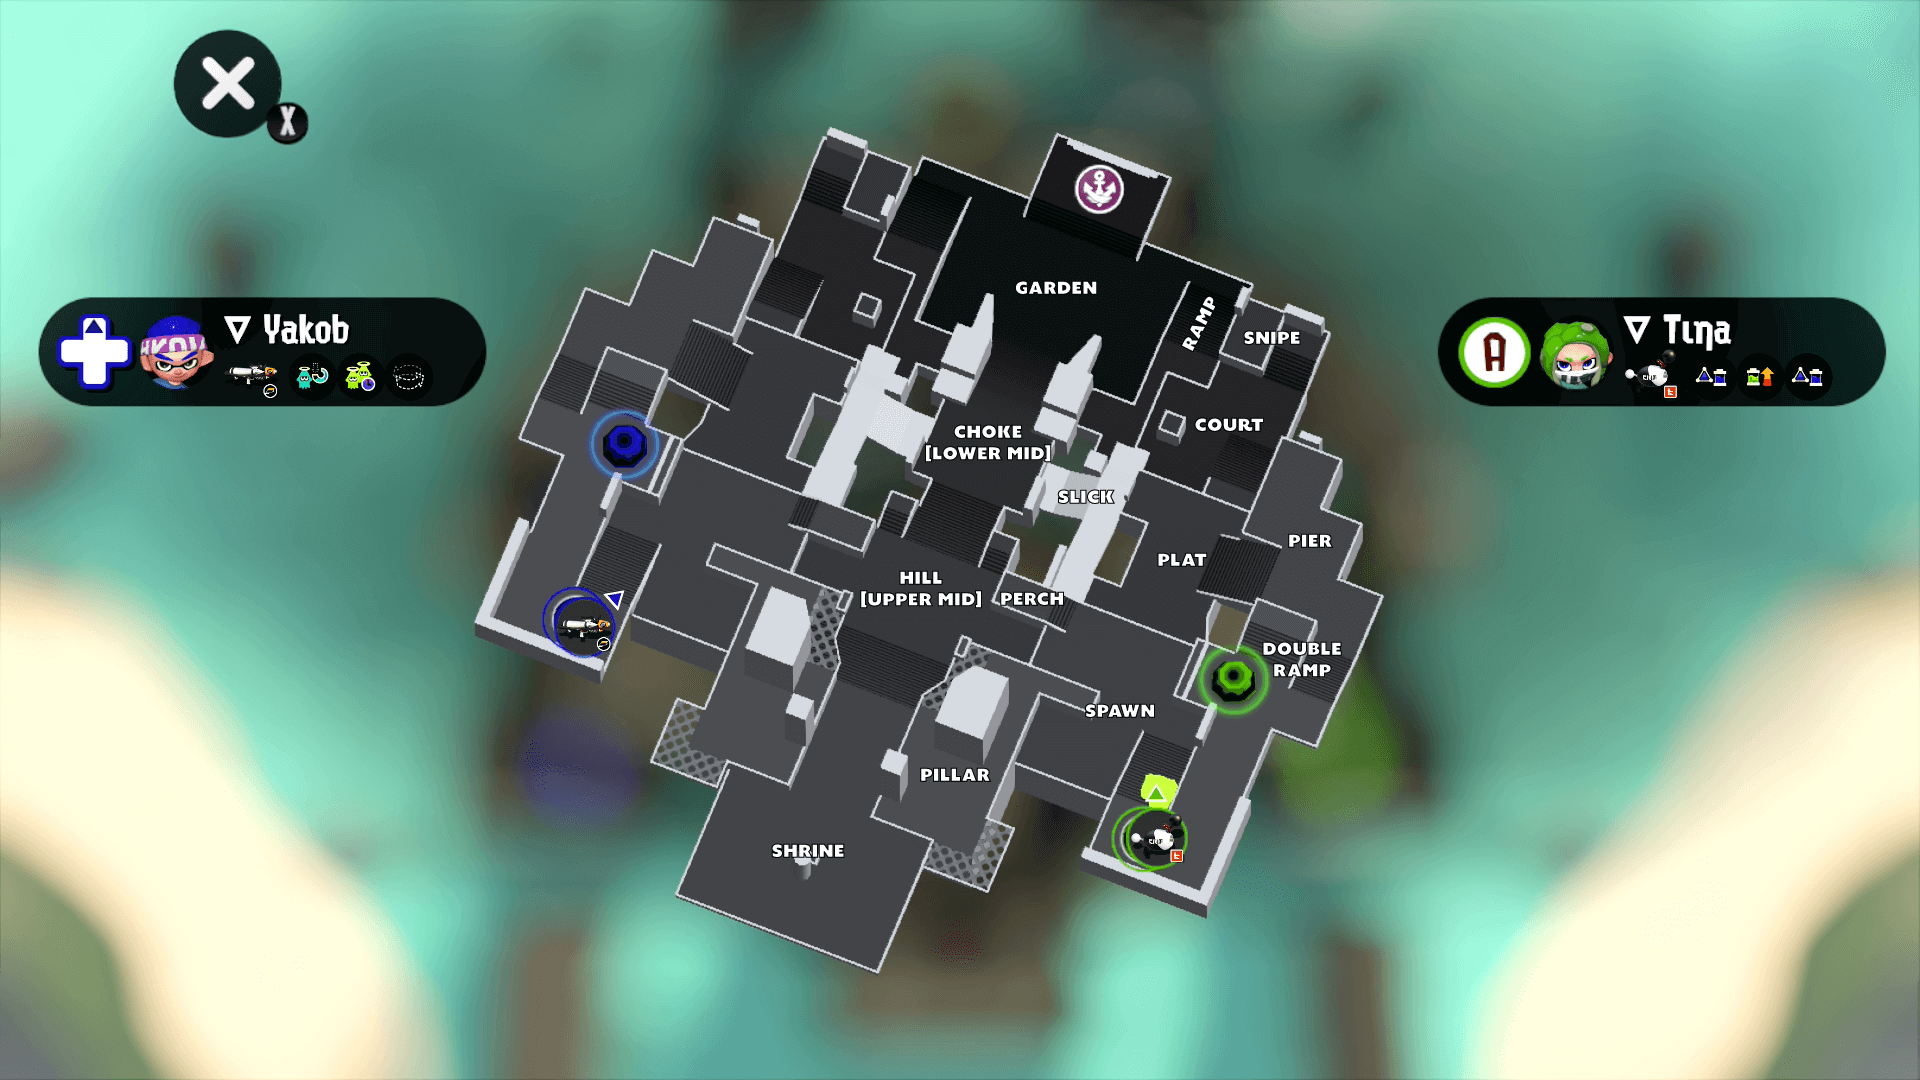 X
Yakob
A
Tina
GARDEN
RAMP
SNIPE
COURT
CHOKE
[LOWER MID]
SLICK
PIER
PLAT
HILL
[UPPER MID]
PERCH
DOUBLE
RAMP
SPAWN
PILLAR
SHRINE